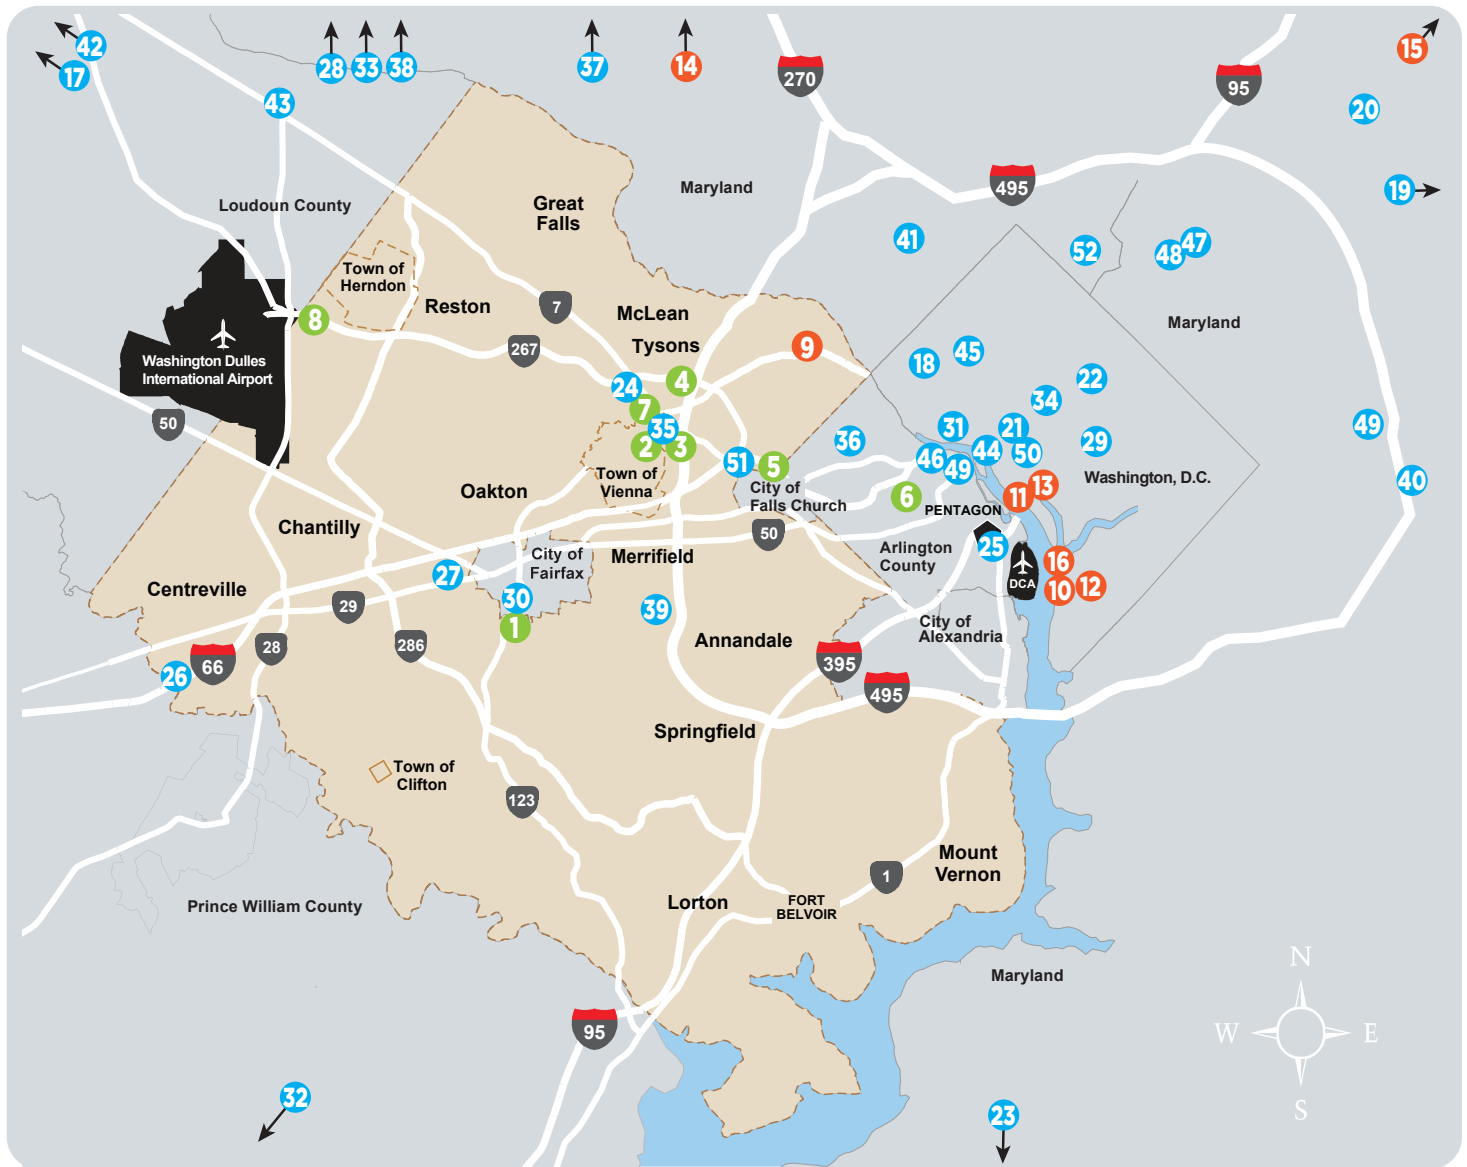 42
17
28
33
38
37
14
270
95
15
20
43
495
19
Maryland
Loudoun County
Great
Falls
41
52
48
47
Town of
Herndon
Reston
7
McLean
Maryland
8
Tysons
9
267
Washington Dulles
International Airport
18
45
24
4
22
7
34
50
35
36
31
21
49
2
3
29
46
44
50
51
5
49
Town of
Vienna
Washington, D.C.
40
Oakton
City of
Falls Church
6
11
13
PENTAGON
Chantilly
50
City of
Fairfax
Merrifield
Arlington
County
25
16
DCA
27
10
12
Centreville
30
29
39
1
City of
Alexandria
28
286
Annandale
66
395
26
495
Springfield
Town of
Clifton
123
Mount
Vernon
1
Lorton
FORT
BELVOIR
Prince William County
N
Maryland
95
W
E
32
S
23